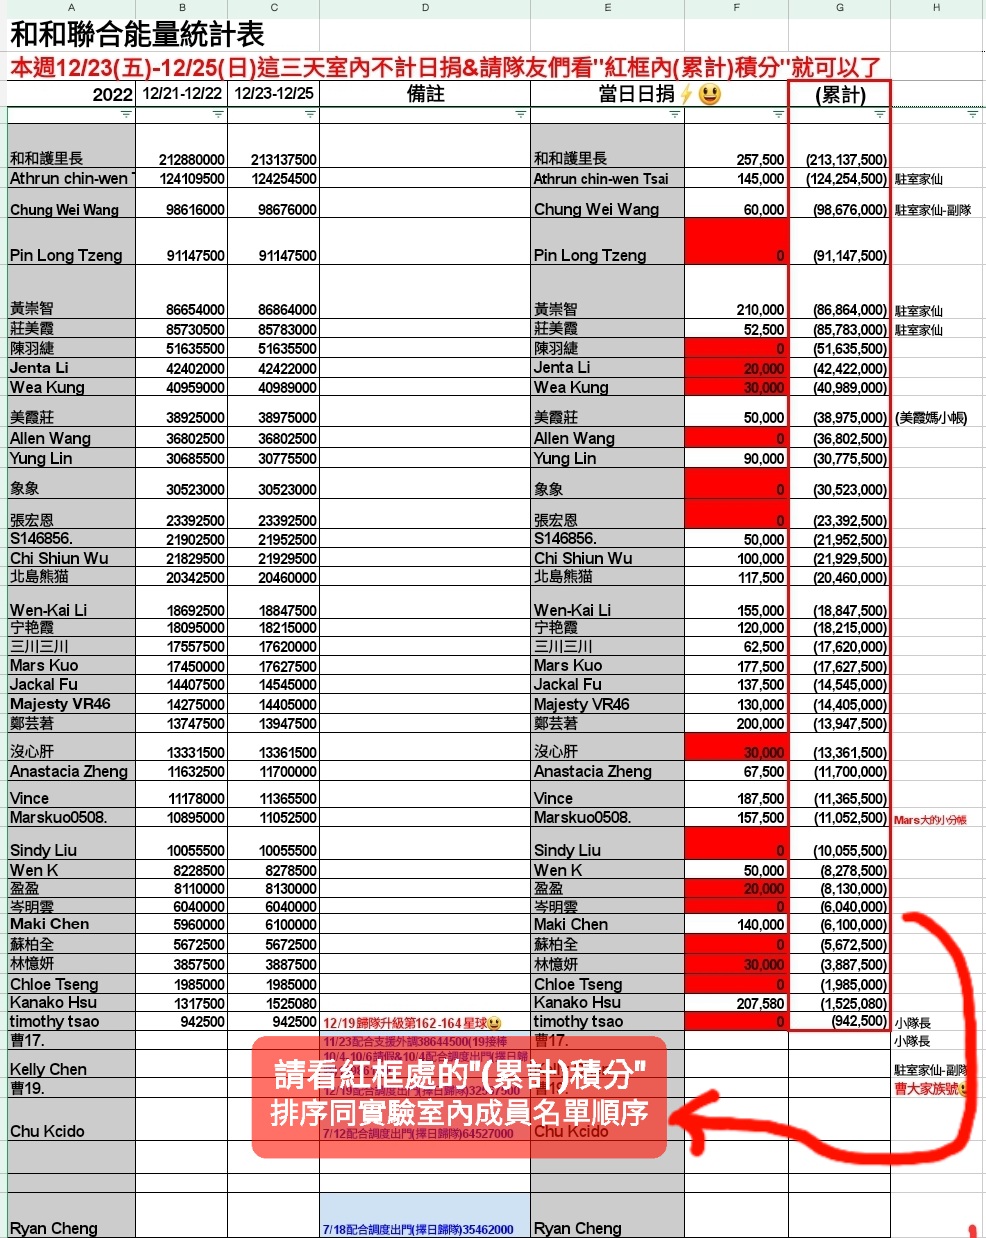 A B C D E F G H
和和聯合能量統計表
本週12/23(五)-12/25(日)這三天室內不計日捐&請隊友們看"紅框內(累計)積分"就可以了
2022 12/21-12/22 12/23-12/25 備註 當日日捐⚡😃 (累計)
和和護里長 212880000 213137500 和和護里長 257,500 (213,137,500)
Athrun chin-wen T 124109500 124254500 Athrun chin-wen Tsai 145,000 (124,254,500) 駐室家仙
Chung Wei Wang 98616000 98676000 Chung Wei Wang 60,000 (98,676,000) 駐室家仙-副隊
Pin Long Tzeng 91147500 91147500 Pin Long Tzeng 0 (91,147,500)
黃崇智 86654000 86864000 黃崇智 210,000 (86,864,000) 駐室家仙
莊美霞 85730500 85783000 莊美霞 52,500 (85,783,000) 駐室家仙
陳羽緁 51635500 51635500 陳羽緁 0 (51,635,500)
Jenta Li 42402000 42422000 Jenta Li 20,000 (42,422,000)
Wea Kung 40959000 40989000 Wea Kung 30,000 (40,989,000)
美霞莊 38925000 38975000 美霞莊 50,000 (38,975,000) (美霞媽小帳)
Allen Wang 36802500 36802500 Allen Wang 0 (36,802,500)
Yung Lin 30685500 30775500 Yung Lin 90,000 (30,775,500)
象象 30523000 30523000 象象 0 (30,523,000)
張宏恩 23392500 23392500 張宏恩 0 (23,392,500)
S146856. 21902500 21952500 S146856. 50,000 (21,952,500)
Chi Shiun Wu 21829500 21929500 Chi Shiun Wu 100,000 (21,929,500)
北島熊猫 20342500 20460000 北島熊猫 117,500 (20,460,000)
Wen-Kai Li 18692500 18847500 Wen-Kai Li 155,000 (18,847,500)
宁艳霞 18095000 18215000 宁艳霞 120,000 (18,215,000)
三川三川 17557500 17620000 三川三川 62,500 (17,620,000)
Mars Kuo 17450000 17627500 Mars Kuo 177,500 (17,627,500)
Jackal Fu 14407500 14545000 Jackal Fu 137,500 (14,545,000)
Majesty VR46 14275000 14405000 Majesty VR46 130,000 (14,405,000)
鄭芸萻 13747500 13947500 鄭芸萻 200,000 (13,947,500)
沒心肝 13331500 13361500 沒心肝 30,000 (13,361,500)
Anastacia Zheng 11632500 11700000 Anastacia Zheng 67,500 (11,700,000)
Vince 11178000 11365500 Vince 187,500 (11,365,500)
Marskuo0508. 10895000 11052500 Marskuo0508. 157,500 (11,052,500) Mars大的小分帳
Sindy Liu 10055500 10055500 Sindy Liu 0 (10,055,500)
Wen K 8228500 8278500 Wen K 50,000 (8,278,500)
盈盈 8110000 8130000 盈盈 20,000 (8,130,000)
岑明雲 6040000 6040000 岑明雲 0 (6,040,000)
Maki Chen 5960000 6100000 Maki Chen 140,000 (6,100,000)
蘇柏全 5672500 5672500 蘇柏全 0 (5,672,500)
林憶妍 3857500 3887500 林憶妍 30,000 (3,887,500)
Chloe Tseng 1985000 1985000 Chloe Tseng 0 (1,985,000)
Kanako Hsu 1317500 1525080 Kanako Hsu 207,580 (1,525,080)
timothy tsao 942500 942500 12/19歸隊升級第162-164星球😃 timothy tsao 0 (942,500) 小隊長
曹17. 11/23配合支援外調38644500(19接棒 曹17. 小隊長
10/4-10/6請假&10/4配合調度出門(擇日歸
Kelly Chen 駐室家仙-副隊
曹19. 12/19配合調度出門(擇日歸隊) 曹大家族號😃
請看紅框處的"(累計)積分"
排序同實驗室內成員名單順序
Chu Kcido 7/12配合調度出門(擇日歸隊)64527000 Chu Kcido
Ryan Cheng 7/18配合調度出門(擇日歸隊)35462000 Ryan Cheng